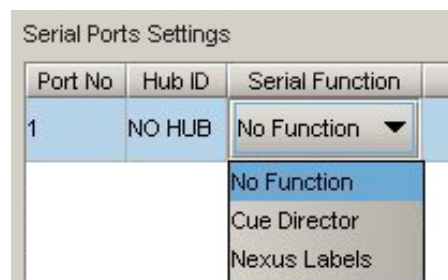 Serial Ports Settings
Port No Hub ID Serial Function
1 NO HUB No Function
No Function
Cue Director
Nexus Labels